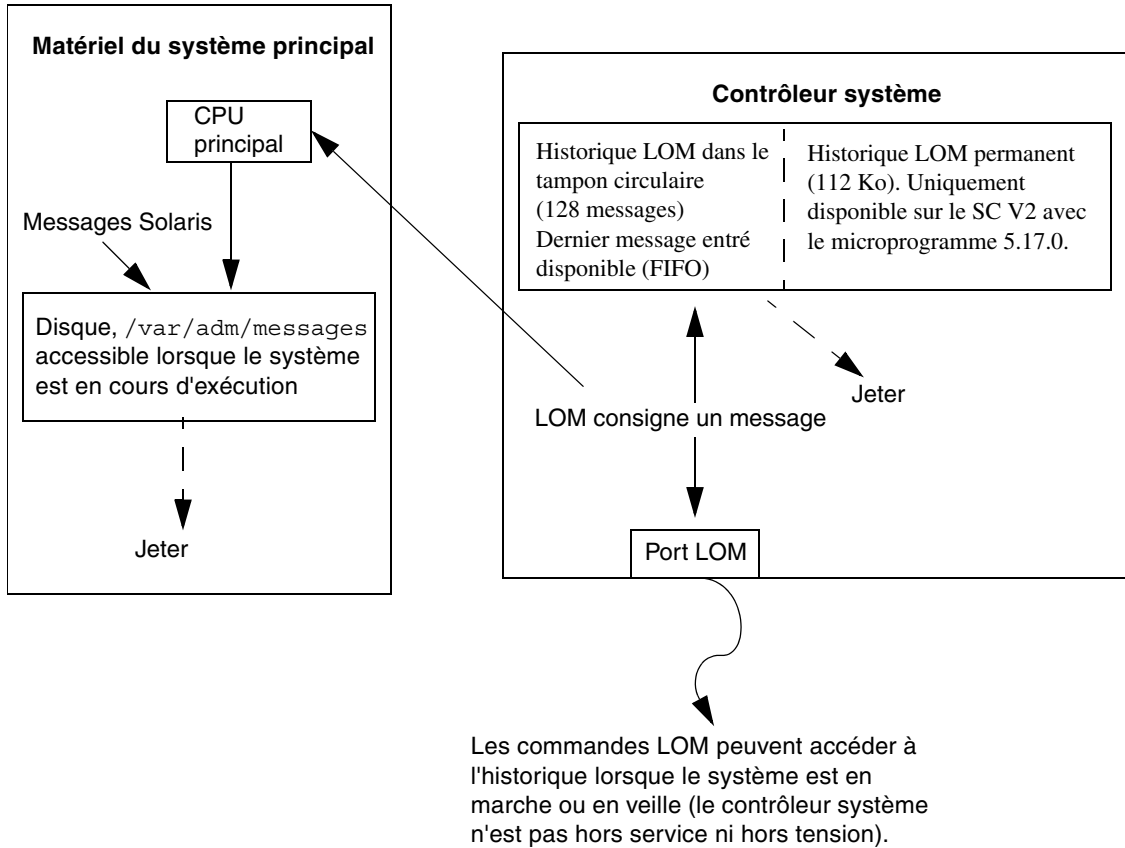 Matériel du système principal
CPU
principal
Messages Solaris
Disque, /var/adm/messages
accessible lorsque le système
est en cours d'exécution
Jeter
Contrôleur système
Historique LOM dans le
tampon circulaire
(128 messages)
Dernier message entré
disponible (FIFO)
Historique LOM permanent
(112 Ko). Uniquement
disponible sur le SC V2 avec
le microprogramme 5.17.0.
Jeter
LOM consigne un message
Port LOM
Les commandes LOM peuvent accéder à
l'historique lorsque le système est en
marche ou en veille (le contrôleur système
n'est pas hors service ni hors tension).